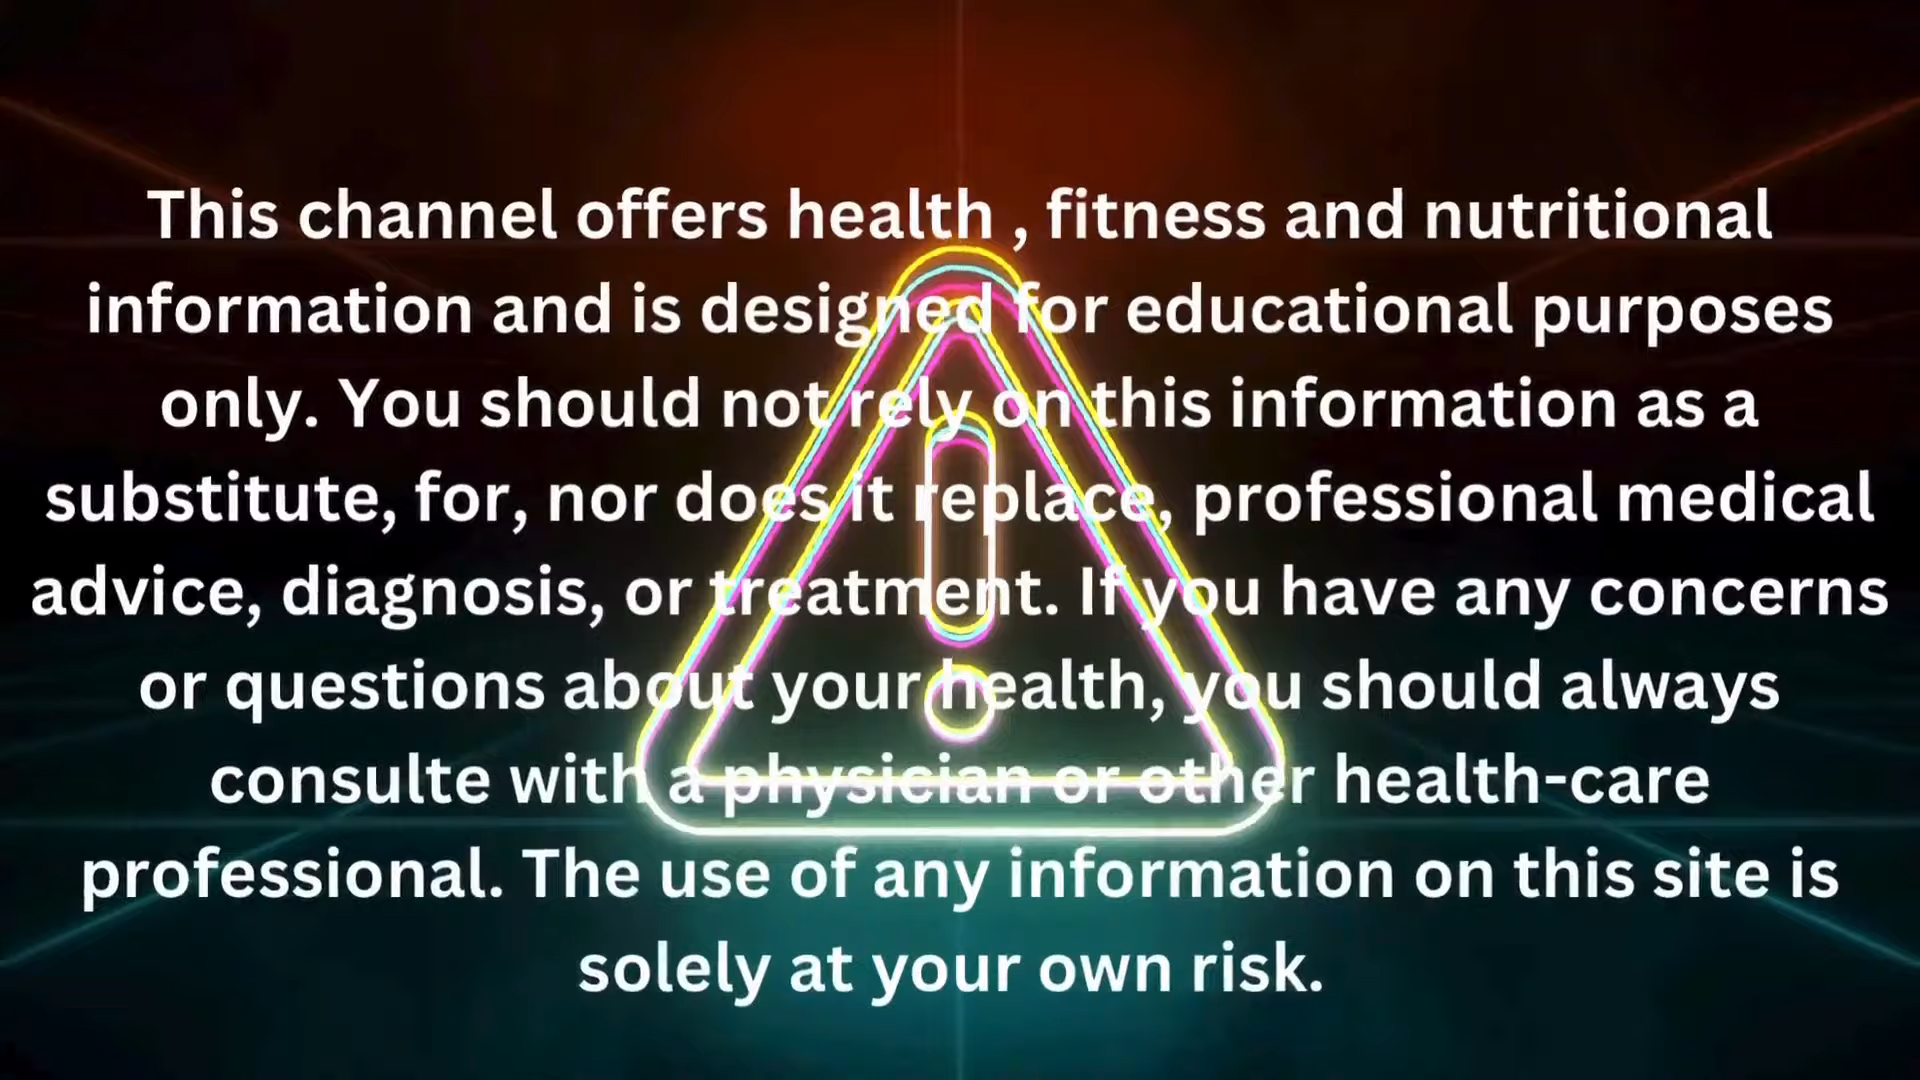 This channel offers health , fitness and nutritional
information and is designed for educational purposes
only. You should not rely on this information as a
substitute, for, nor does it replace, professional medical
advice, diagnosis, or treatment. If you have any concerns
or questions about your health, you should always
consulte with a physician or other health-care
professional. The use of any information on this site is
solely at your own risk.